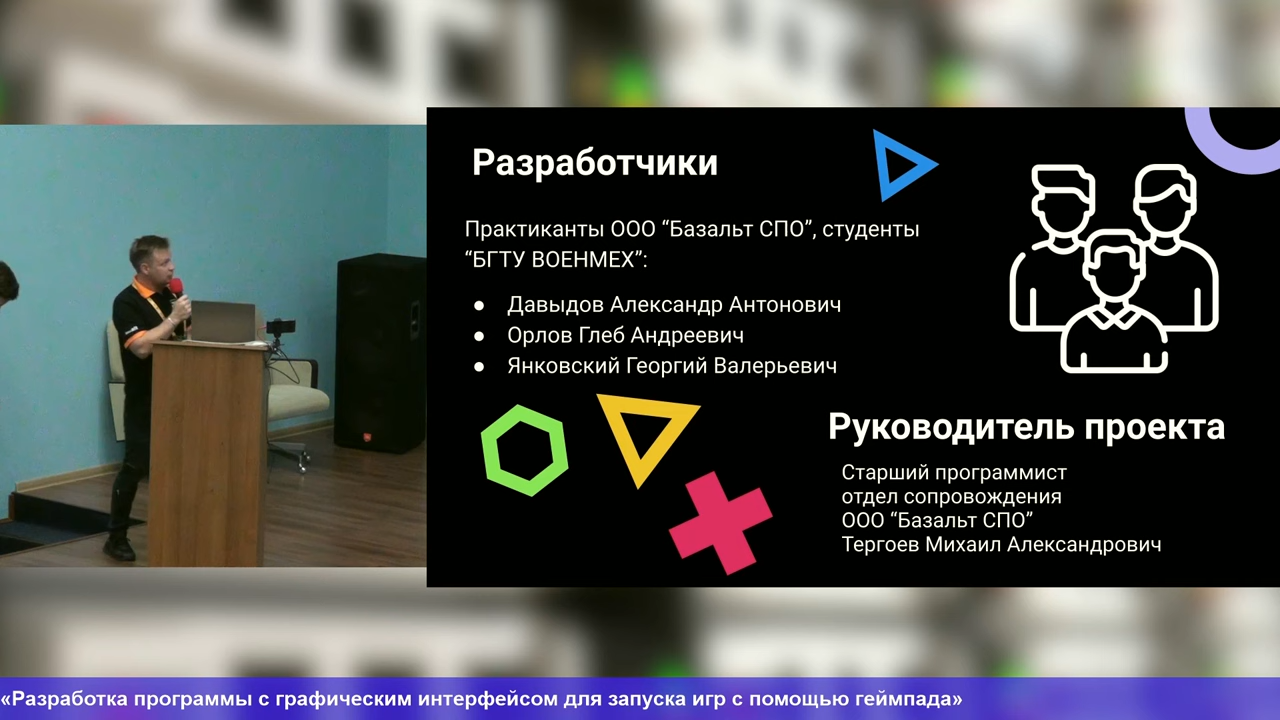 Разработчики
Практиканты ООО “Базальт СПО”, студенты
“БГТУ ВОЕНМЕХ”:
● Давыдов Александр Антонович
● Орлов Глеб Андреевич
● Янковский Георгий Валерьевич
Руководитель проекта
Старший программист
отдел сопровождения
ООО “Базальт СПО”
Тергоев Михаил Александрович
«Разработка программы с графическим интерфейсом для запуска игр с помощью геймпада»